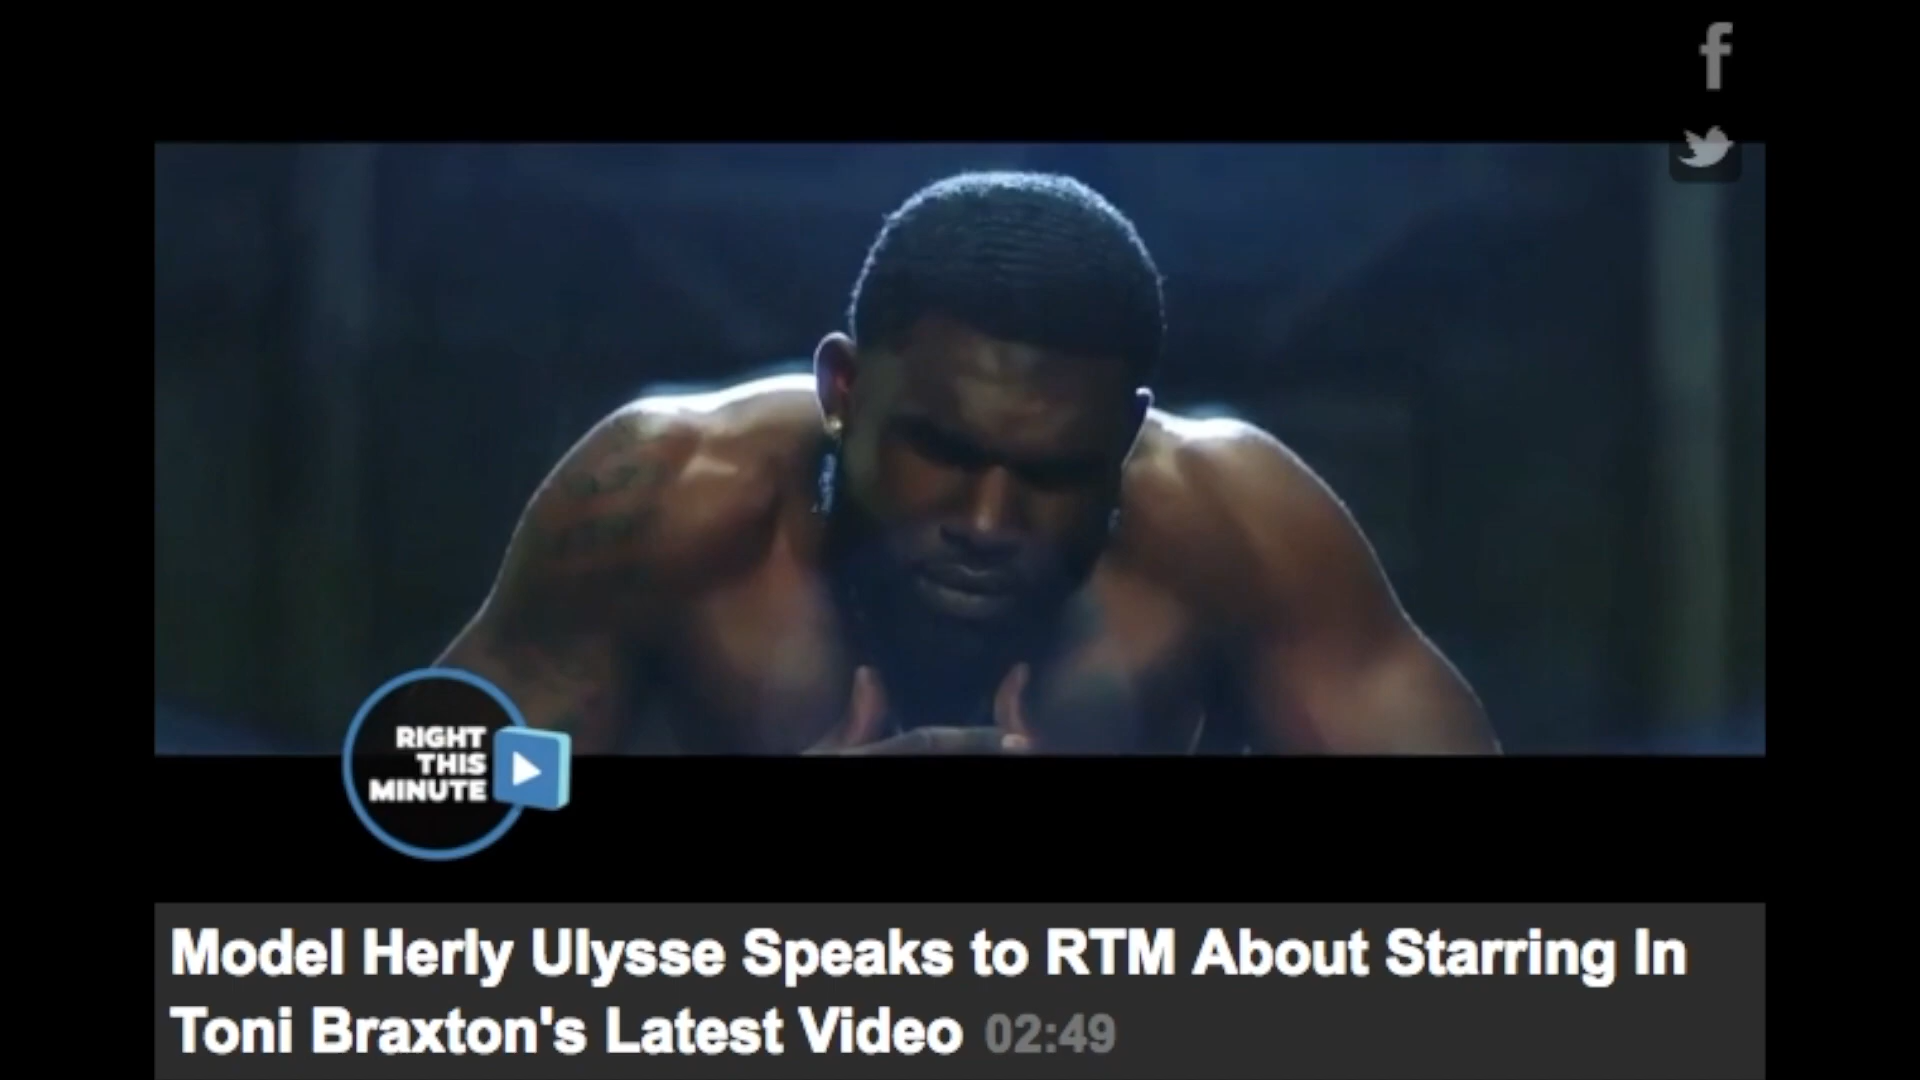 f
RIGHT
THIS
MINUTE
Model Herly Ulysse Speaks to RTM About Starring In
Toni Braxton's Latest Video 02:49